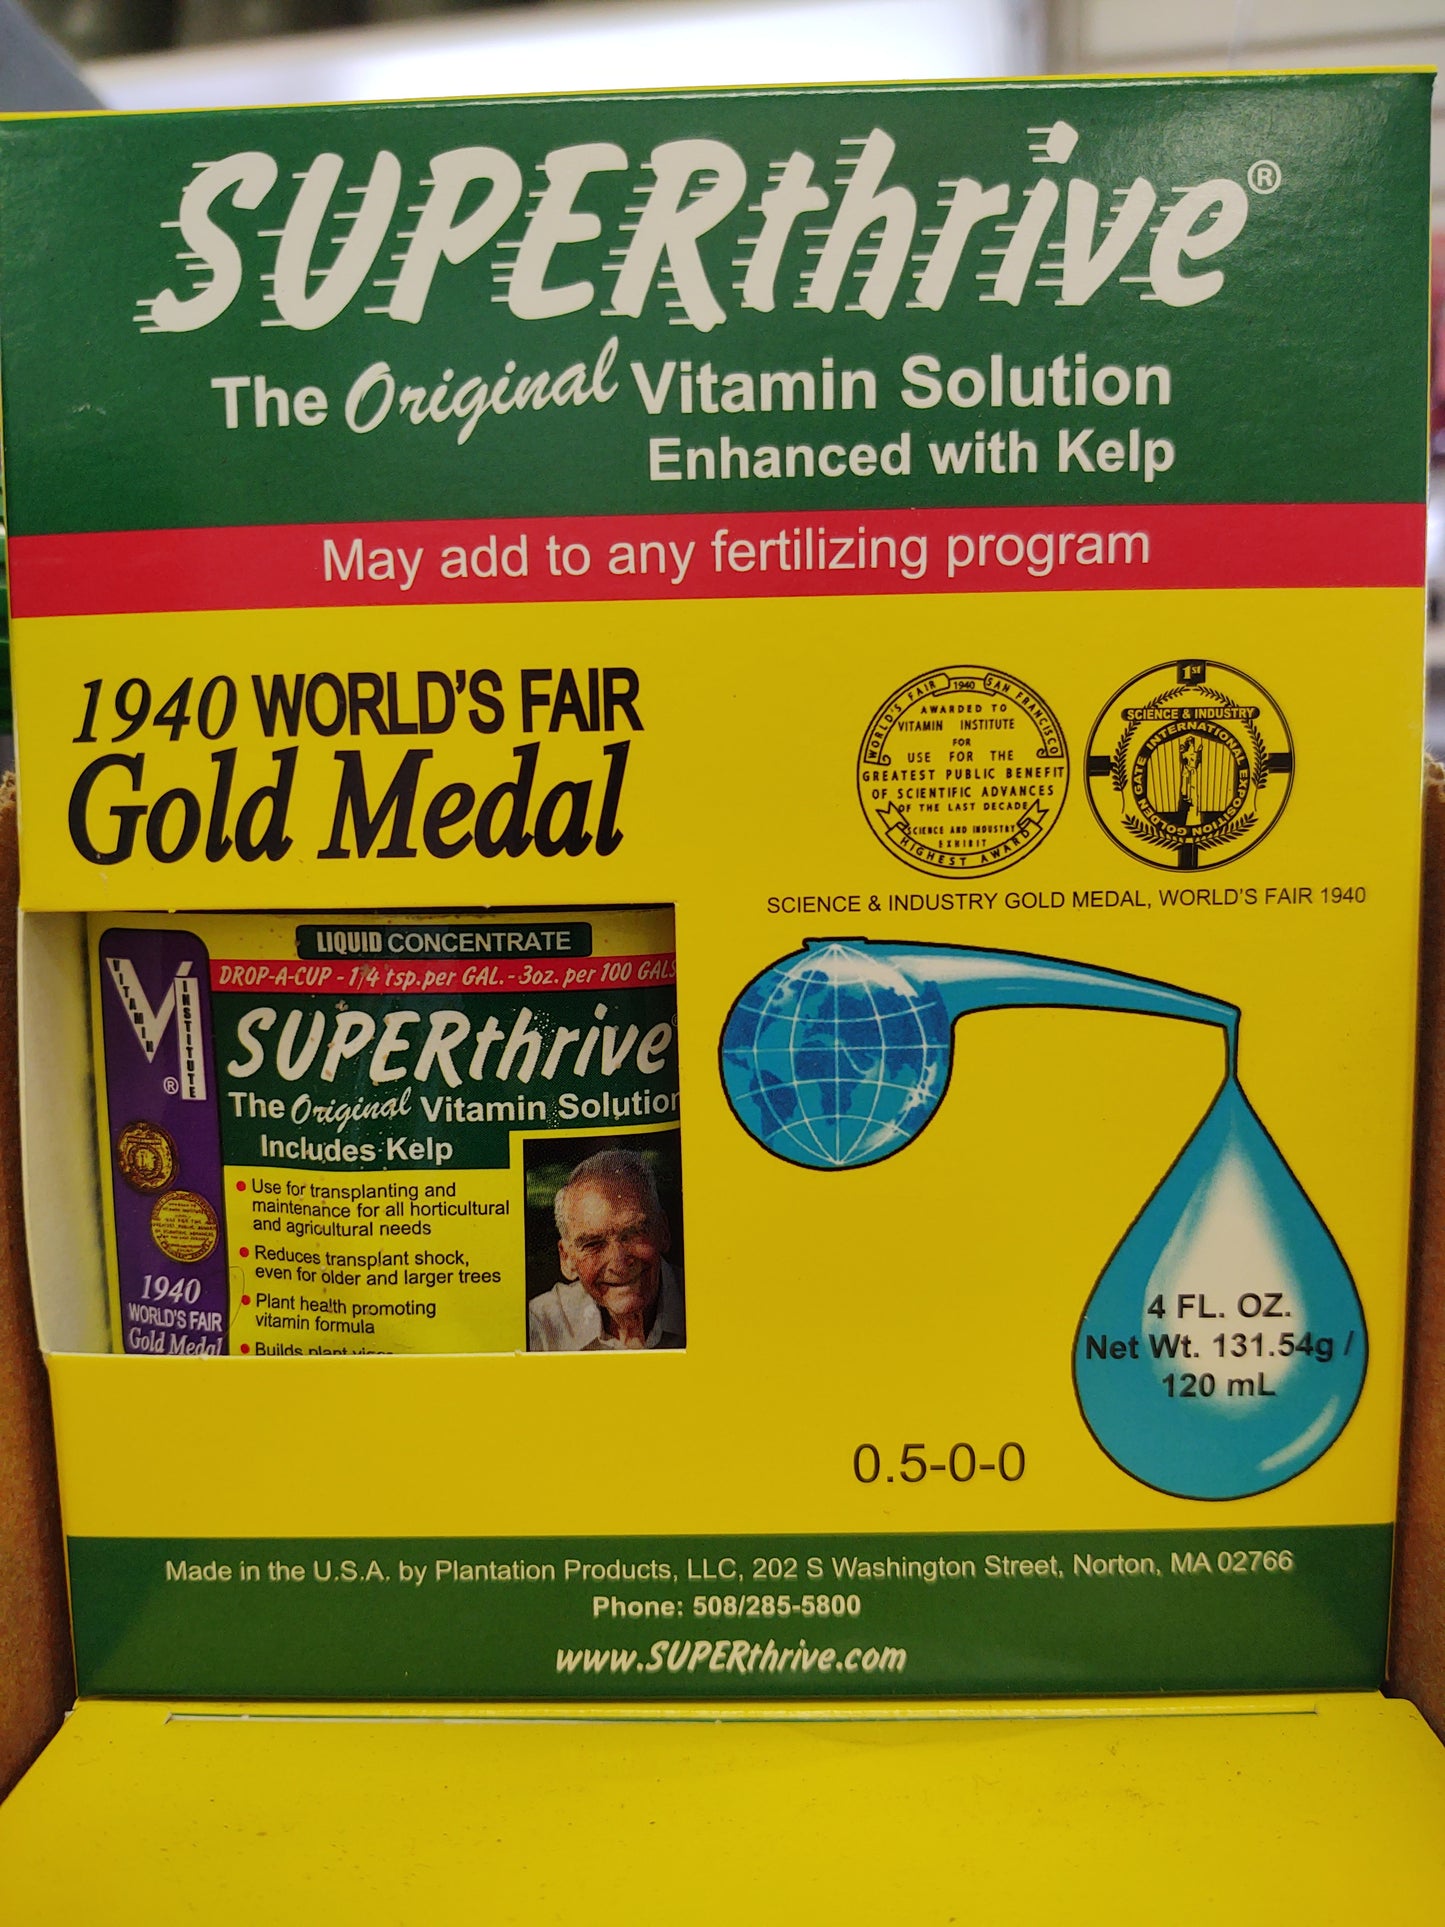 SUPERthrive®
The Original Vitamin Solution
Enhanced with Kelp
May add to any fertilizing program
1940 WORLD'S FAIR
Gold Medal
WORLD'S FAIR 1940 SAN FRANCISCO
AWARDED TO
VITAMIN INSTITUTE
FOR
USE FOR THE
GREATEST PUBLIC BENEFIT
OF SCIENTIFIC ADVANCES
OF THE LAST DECADE
SCIENCE AND INDUSTRY
EXHIBIT
HIGHEST AWARD
1st
SCIENCE & INDUSTRY
GOLDEN GATE INTERNATIONAL EXPOSITION
SCIENCE & INDUSTRY GOLD MEDAL, WORLD'S FAIR 1940
LIQUID CONCENTRATE
DROP-A-CUP - 1/4 tsp. per GAL. - 3oz. per 100 GALS
VITAMIN INSTITUTE ®
SUPERthrive
The Original Vitamin Solution
Includes Kelp
Use for transplanting and
maintenance for all horticultural
and agricultural needs
Reduces transplant shock,
even for older and larger trees
Plant health promoting
vitamin formula
Builds plant
1940
WORLD'S FAIR
Gold Medal
4 FL. OZ.
Net Wt. 131.54g /
120 mL
0.5-0-0
Made in the U.S.A. by Plantation Products, LLC, 202 S Washington Street, Norton, MA 02766
Phone: 508/285-5800
www.SUPERthrive.com